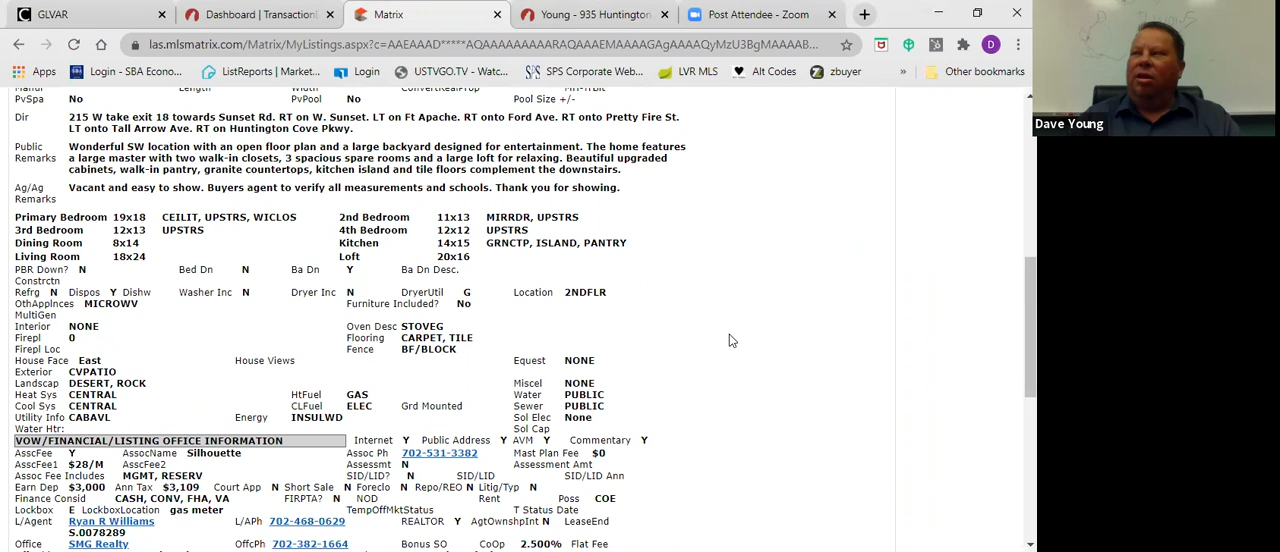 GLVAR
Dashboard | Transaction
Matrix
Young - 935 Huntington
Post Attendee - Zoom
las.mlsmatrix.com/Matrix/MyListings.aspx?c=AAEAAAD*****AQAAAAAAAAARAQAAAEMAAAAGAgAAAAQyMzU3BgMAAAAB...
Apps Login - SBA Econo... ListReports | Market... Login USTVGO.TV - Watc... SPS Corporate Web... LVR MLS Alt Codes zbuyer » Other bookmarks
Dave Young
PvSpa No PvPool No Pool Size +/-
Dir 215 W take exit 18 towards Sunset Rd. RT on W. Sunset. LT on Ft Apache. RT onto Ford Ave. RT onto Pretty Fire St.
LT onto Tall Arrow Ave. RT on Huntington Cove Pkwy.
Public Remarks Wonderful SW location with an open floor plan and a large backyard designed for entertainment. The home features
a large master with two walk-in closets, 3 spacious spare rooms and a large loft for relaxing. Beautiful upgraded
cabinets, walk-in pantry, granite countertops, kitchen island and tile floors complement the downstairs.
Ag/Ag Remarks Vacant and easy to show. Buyers agent to verify all measurements and schools. Thank you for showing.
Primary Bedroom 19x18 CEILIT, UPSTRS, WICLOS 2nd Bedroom 11x13 MIRRDR, UPSTRS
3rd Bedroom 12x13 UPSTRS 4th Bedroom 12x12 UPSTRS
Dining Room 8x14 Kitchen 14x15 GRNCTP, ISLAND, PANTRY
Living Room 18x24 Loft 20x16
PBR Down? N Bed Dn N Ba Dn Y Ba Dn Desc.
Constrctn
Refrg N Dispos Y Dishw Washer Inc N Dryer Inc N DryerUtil G Location 2NDFLR
OthApplnces MICROWV Furniture Included? No
MultiGen
Interior NONE Oven Desc STOVEG
Firepl 0 Flooring CARPET, TILE
Firepl Loc Fence BF/BLOCK
House Face East House Views Equest NONE
Exterior CVPATIO
Landscap DESERT, ROCK Miscel NONE
Heat Sys CENTRAL HtFuel GAS Water PUBLIC
Cool Sys CENTRAL CLFuel ELEC Grd Mounted Sewer PUBLIC
Utility Info CABAVL Energy INSULWD Sol Elec None
Water Htr: Sol Cap
VOW/FINANCIAL/LISTING OFFICE INFORMATION Internet Y Public Address Y AVM Y Commentary Y
AsscFee Y AssocName Silhouette Assoc Ph 702-531-3382 Mast Plan Fee $0
AsscFee1 $28/M AsscFee2 Assessmt N Assessment Amt
Assoc Fee Includes MGMT, RESERV SID/LID? N SID/LID SID/LID Ann
Earn Dep $3,000 Ann Tax $3,109 Court App N Short Sale N Foreclo N Repo/REO N Litig/Typ N
Finance Consid CASH, CONV, FHA, VA FIRPTA? N NOD Rent Poss COE
Lockbox E LockboxLocation gas meter TempOffMktStatus T Status Date
L/Agent Ryan R Williams L/APh 702-468-0629 REALTOR Y AgtOwnshpInt N LeaseEnd
S.0078289
Office SMG Realty OffcPh 702-382-1664 Bonus SO CoOp 2.500% Flat Fee